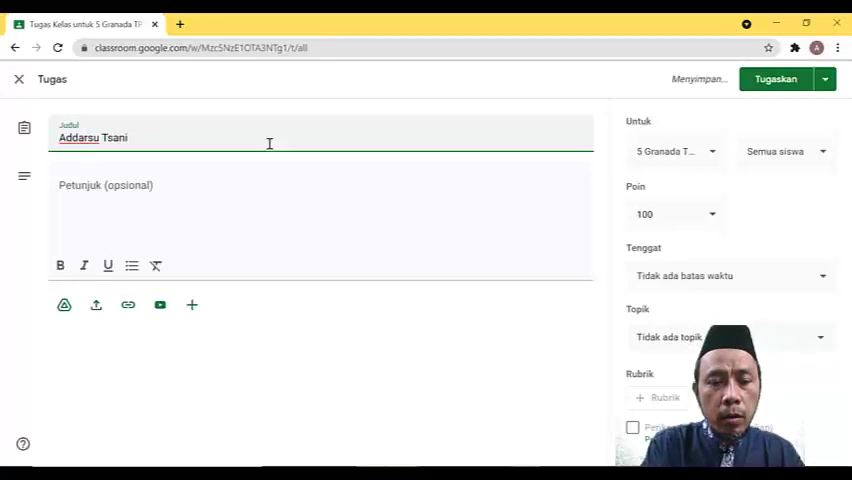 Tugas Kelas untuk 5 Granada TP
classroom.google.com/w/Mzc5NzE1OTA3NTg1/t/all
A
Tugas
Menyimpan...
Tugaskan
Judul
Addarsu Tsani
Petunjuk (opsional)
B I U
Untuk
5 Granada T...
Semua siswa
Poin
100
Tenggat
Tidak ada batas waktu
Topik
Tidak ada topik
Rubrik
+ Rubrik